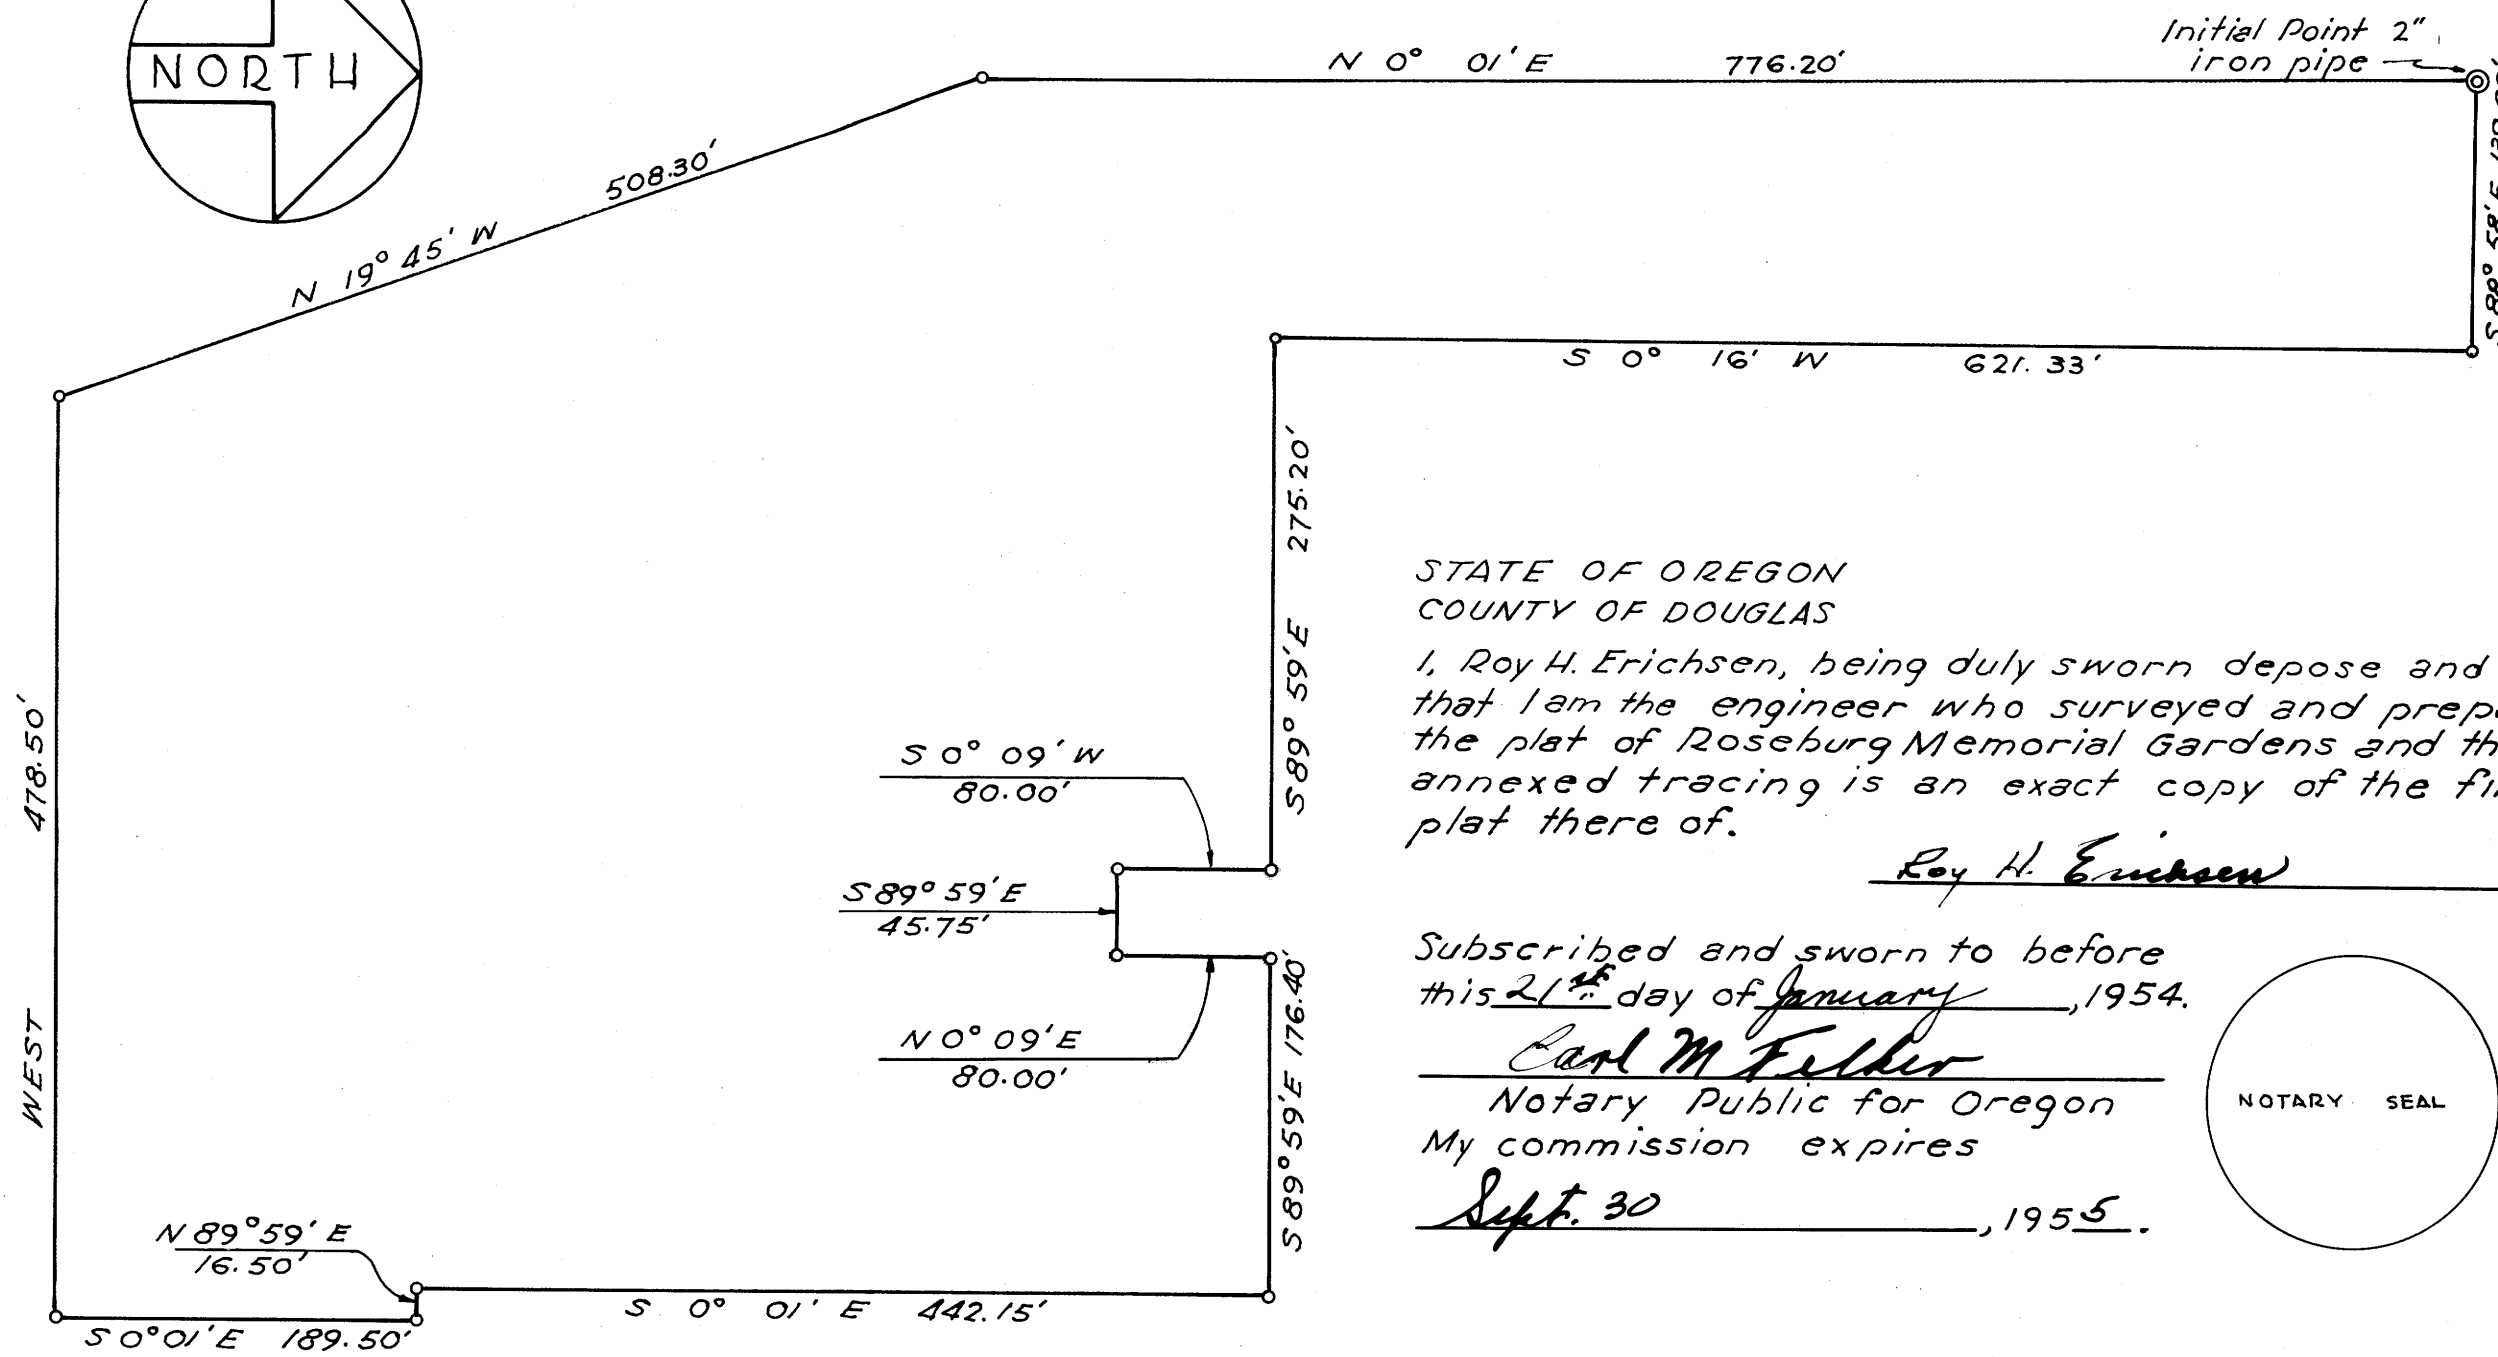 NORTH
N 0° 01' E 776.20'
Initial Point 2"
iron pipe
N 19° 45' W 508.30'
S 0° 16' W 621.33'
S 89° 59' E 275.20'
STATE OF OREGON
COUNTY OF DOUGLAS
I, Roy H. Erichsen, being duly sworn depose and
that I am the engineer who surveyed and prep
the plat of Roseburg Memorial Gardens and th
annexed tracing is an exact copy of the
plat there of.
Roy H. Erichsen
Subscribed and sworn to before
this 21st day of January, 1954.
Carl M Felker
Notary Public for Oregon
My commission expires
Sept. 30, 1955.
NOTARY SEAL
S 0° 09' W
80.00'
S 89° 59' E
45.75'
N 0° 09' E
80.00'
S 89° 59' E 176.40'
WEST 478.50'
N 89° 59' E
16.50'
S 0° 01' E 442.15'
S 0° 01' E 189.50'